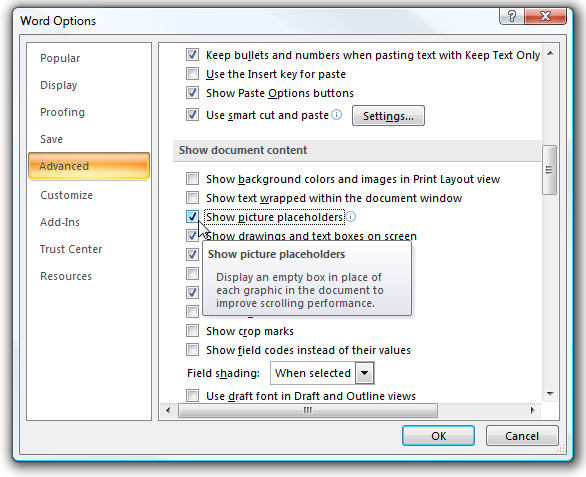 Word Options
Popular
Display
Proofing
Save
Advanced
Customize
Add-Ins
Trust Center
Resources
Keep bullets and numbers when pasting text with Keep Text Only
Use the Insert key for paste
Show Paste Options buttons
Use smart cut and paste
Settings...
Show document content
Show background colors and images in Print Layout view
Show text wrapped within the document window
Show picture placeholders
Show drawings and text boxes on screen
Show picture placeholders
Display an empty box in place of
each graphic in the document to
improve scrolling performance.
Show crop marks
Show field codes instead of their values
Field shading:
When selected
Use draft font in Draft and Outline views
OK
Cancel